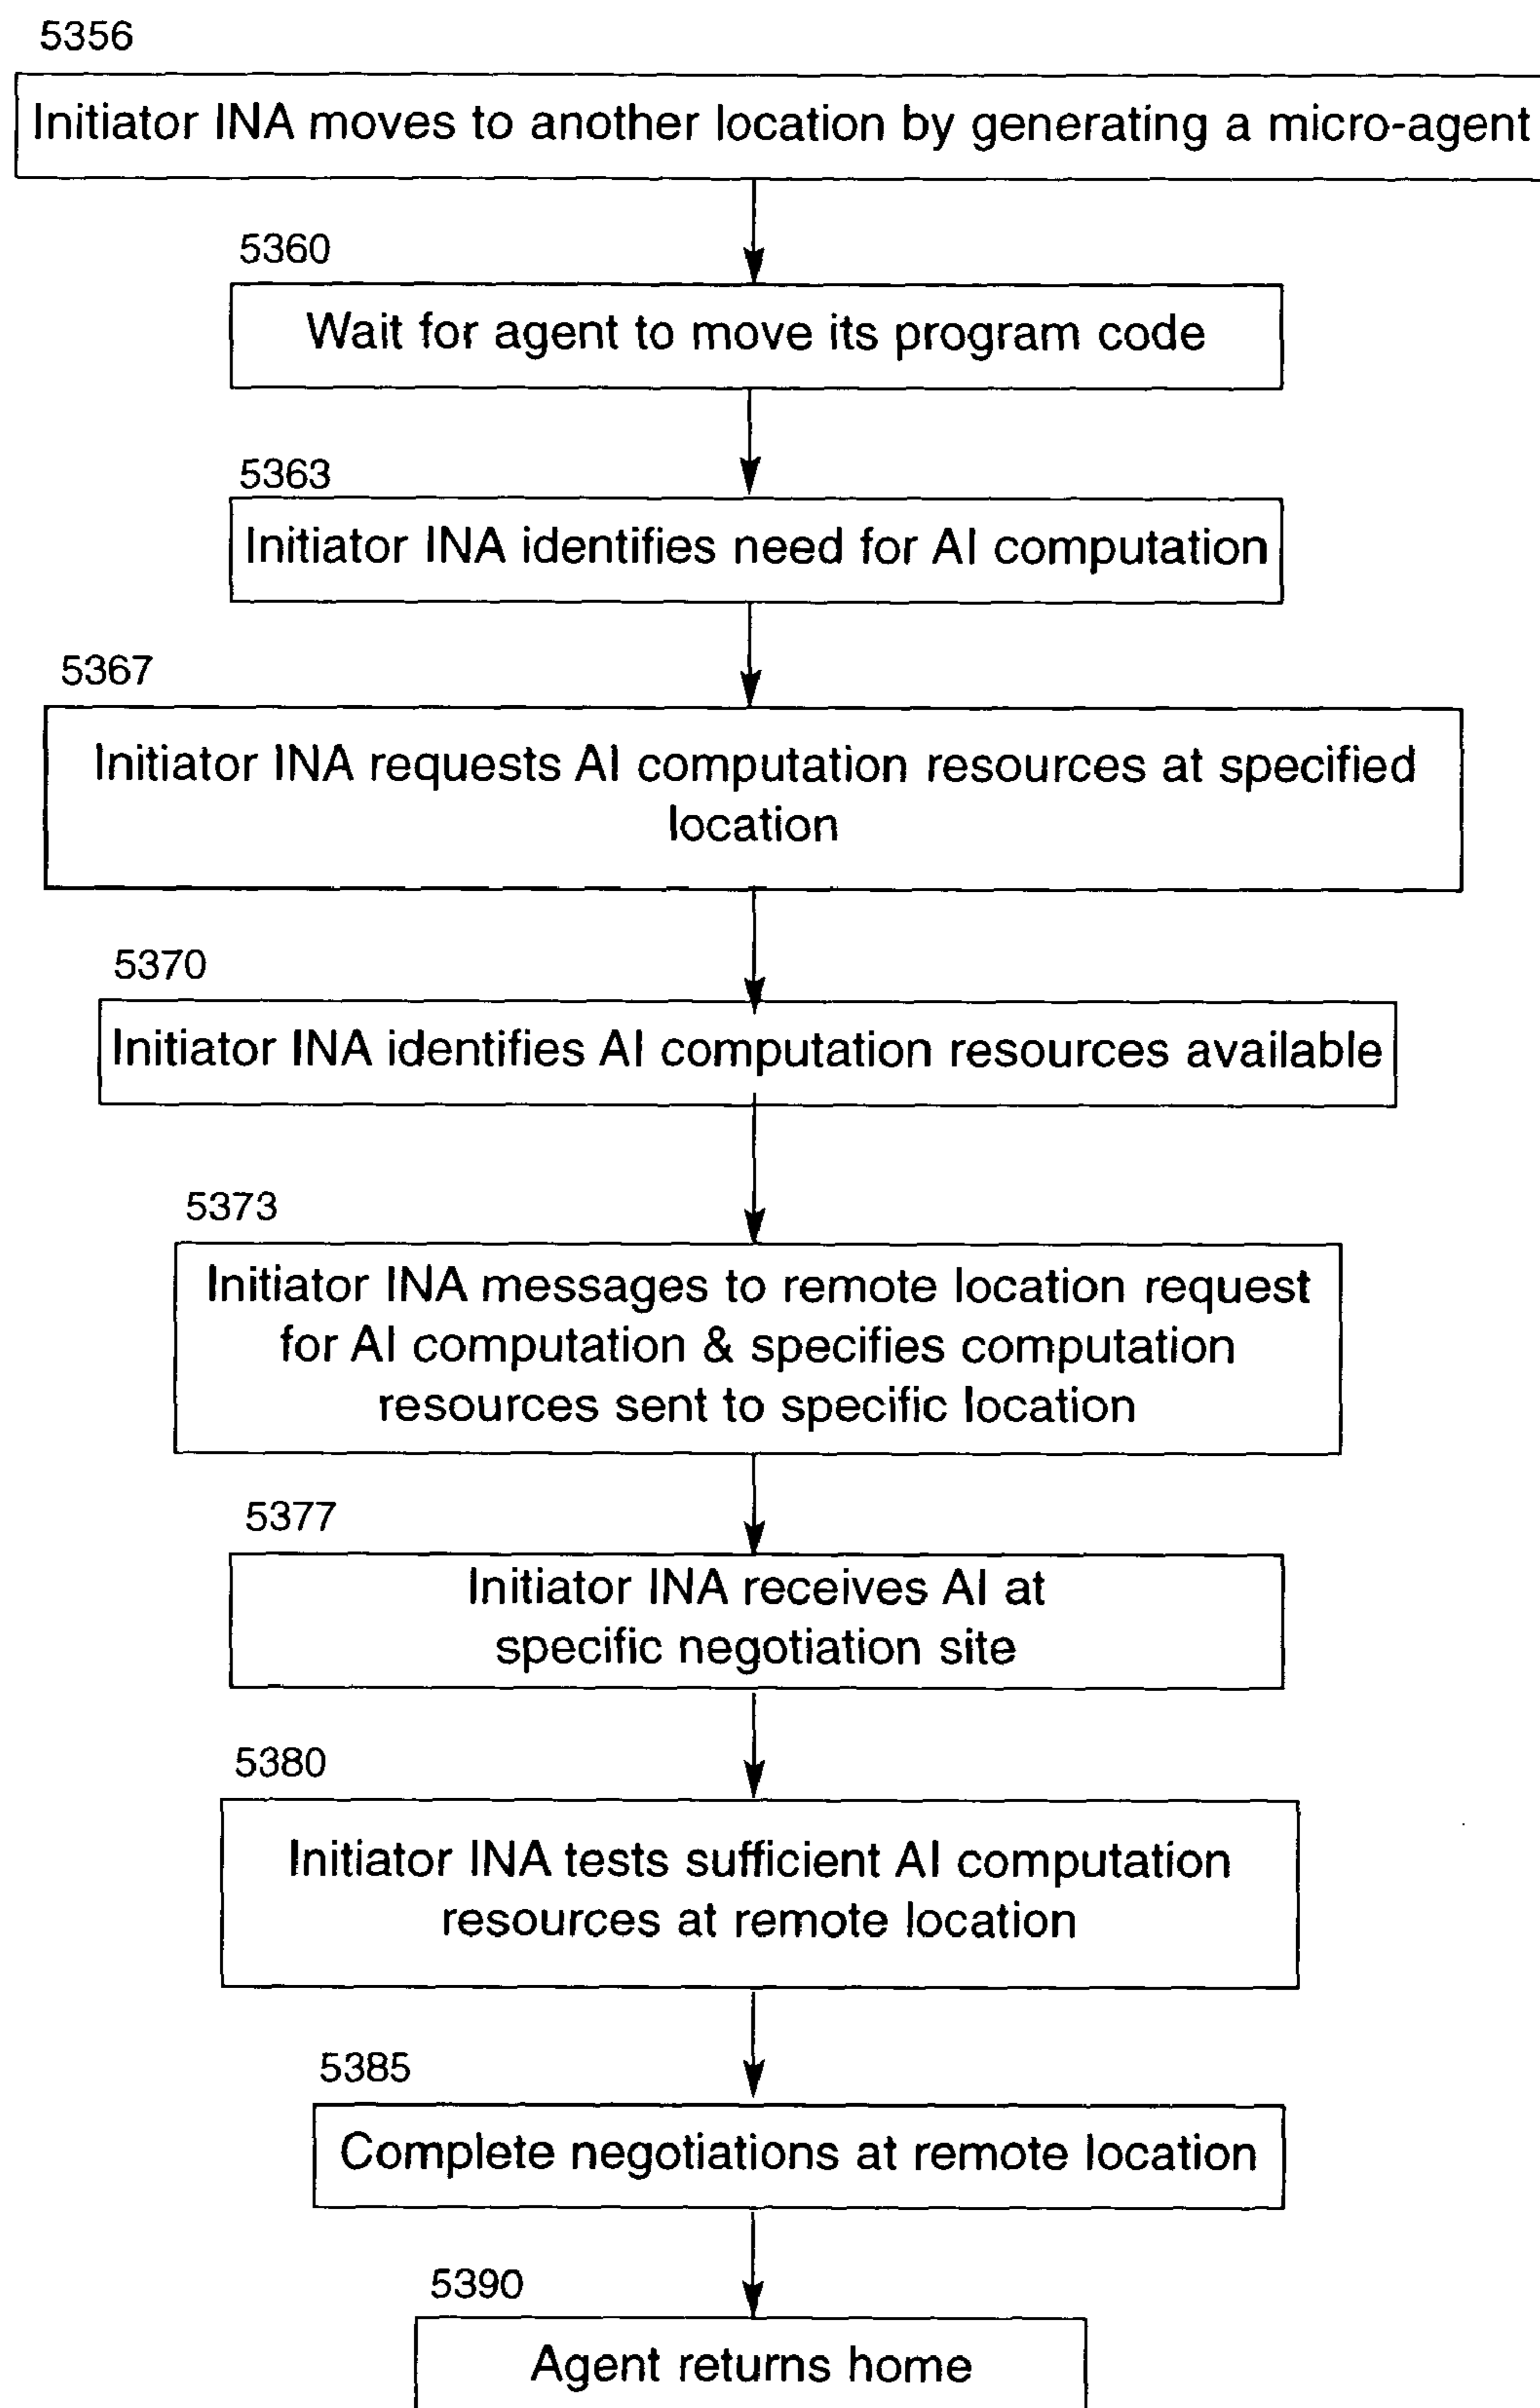 5356
Initiator INA moves to another location by generating a micro-agent
5360
Wait for agent to move its program code
5363
Initiator INA identifies need for AI computation
5367
Initiator INA requests AI computation resources at specified
location
5370
Initiator INA identifies AI computation resources available
5373
Initiator INA messages to remote location request
for AI computation & specifies computation
resources sent to specific location
5377
Initiator INA receives AI at
specific negotiation site
5380
Initiator INA tests sufficient AI computation
resources at remote location
5385
Complete negotiations at remote location
5390
Agent returns home